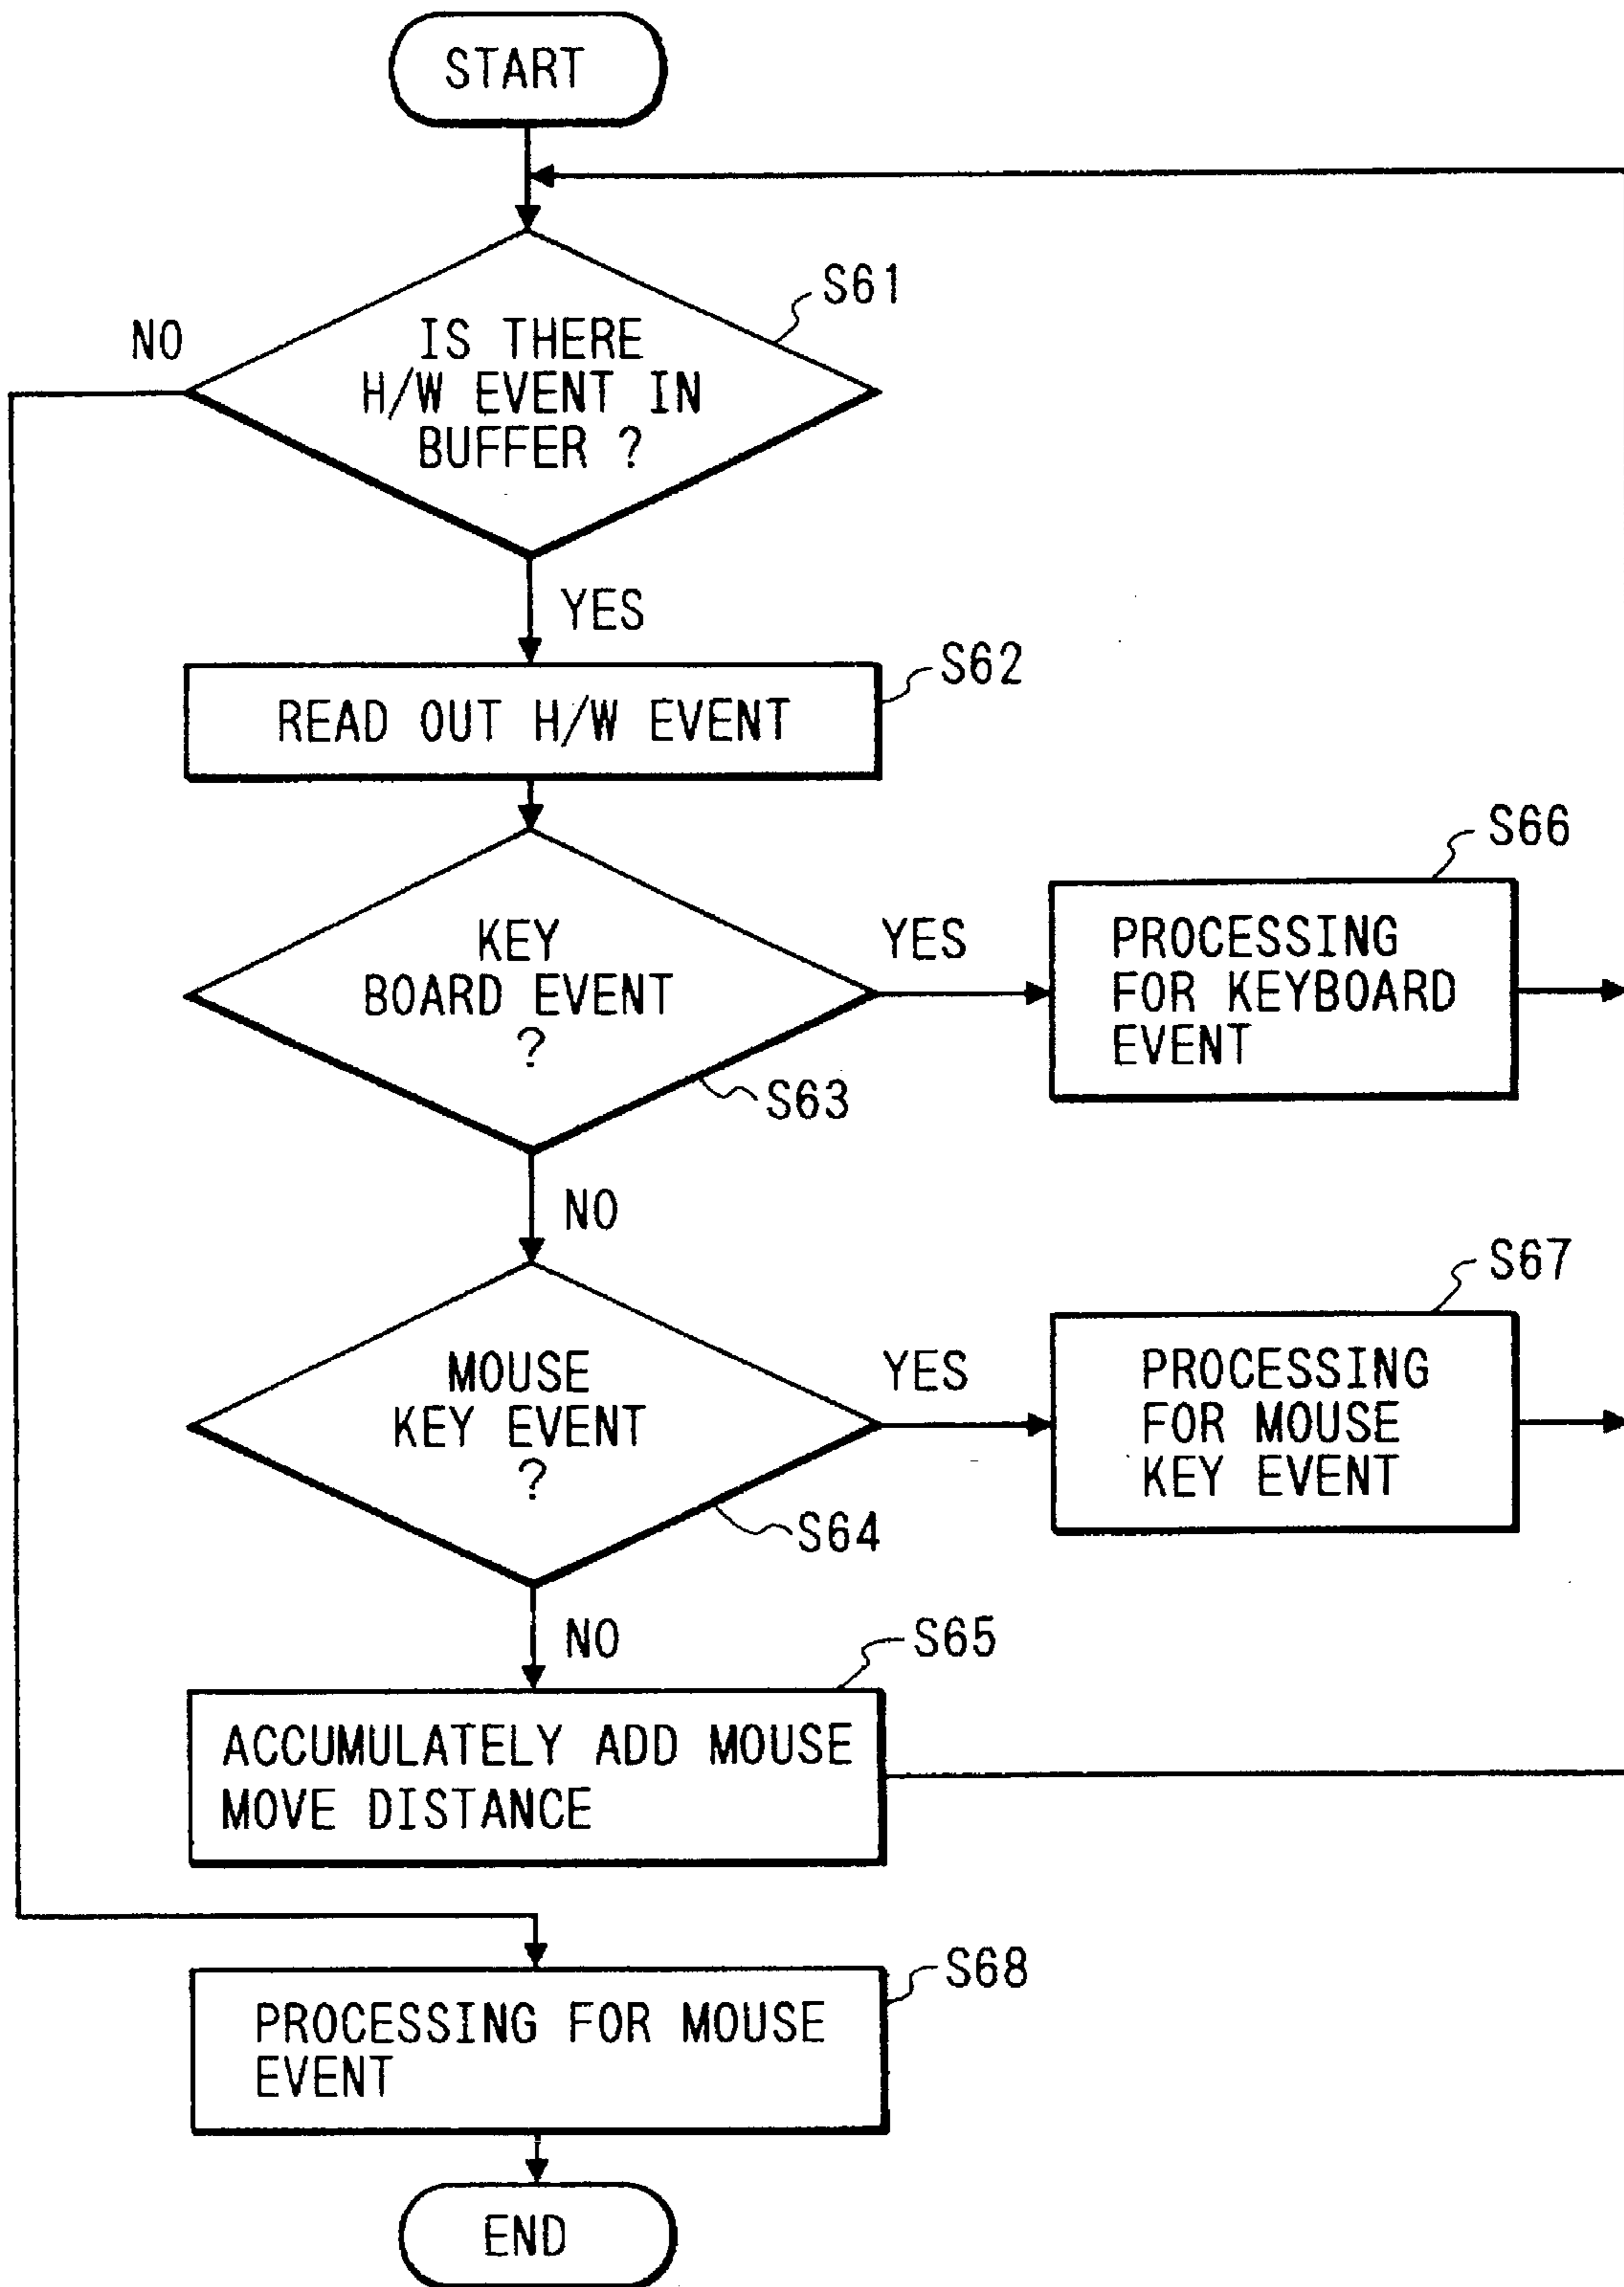 START
S61
NO
IS THERE
H/W EVENT IN
BUFFER ?
YES
S62
READ OUT H/W EVENT
S66
KEY
BOARD EVENT
?
YES
PROCESSING
FOR KEYBOARD
EVENT
S63
NO
S67
MOUSE
KEY EVENT
?
YES
PROCESSING
FOR MOUSE
KEY EVENT
S64
NO
S65
ACCUMULATELY ADD MOUSE
MOVE DISTANCE
S68
PROCESSING FOR MOUSE
EVENT
END